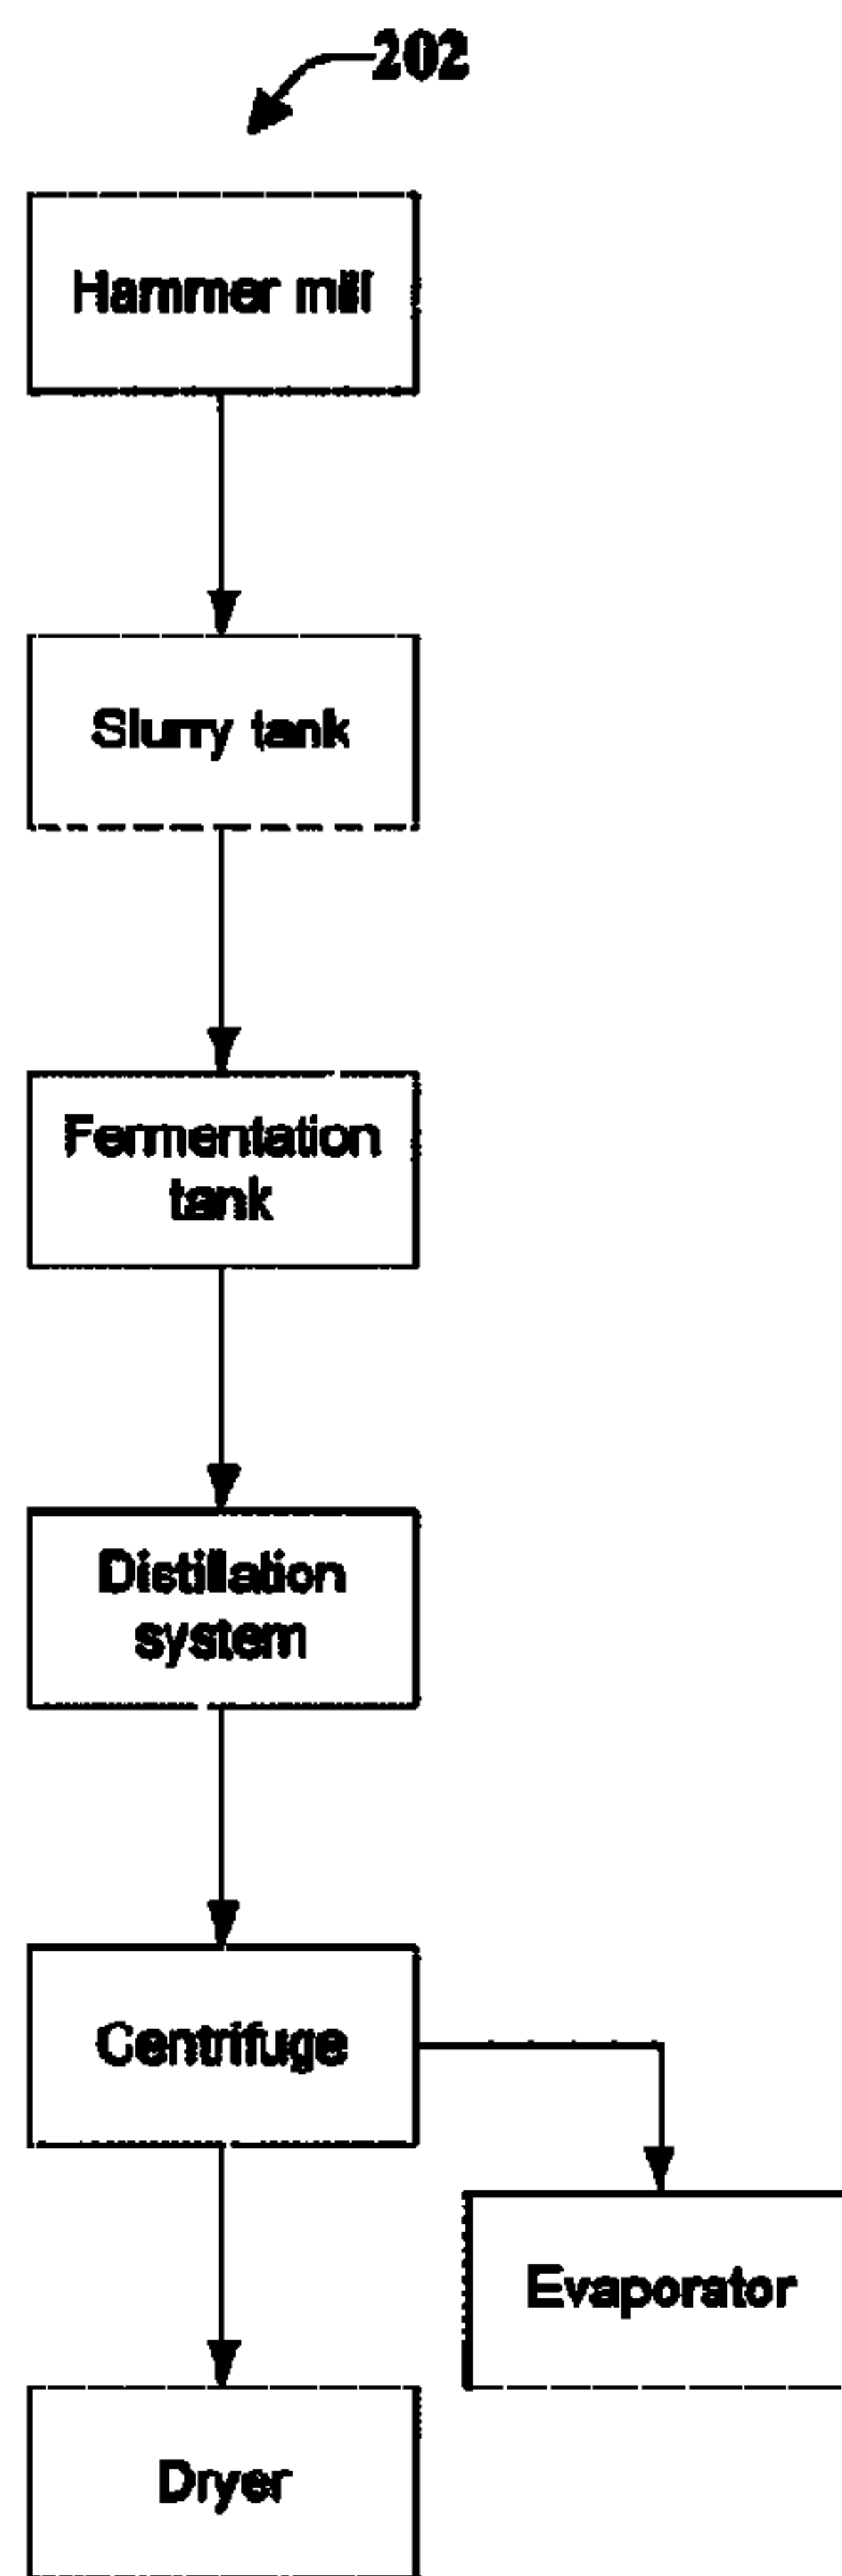 202
Hammer mill
Slurry tank
Fermentation
tank
Distillation
system
Centrifuge
Evaporator
Dryer